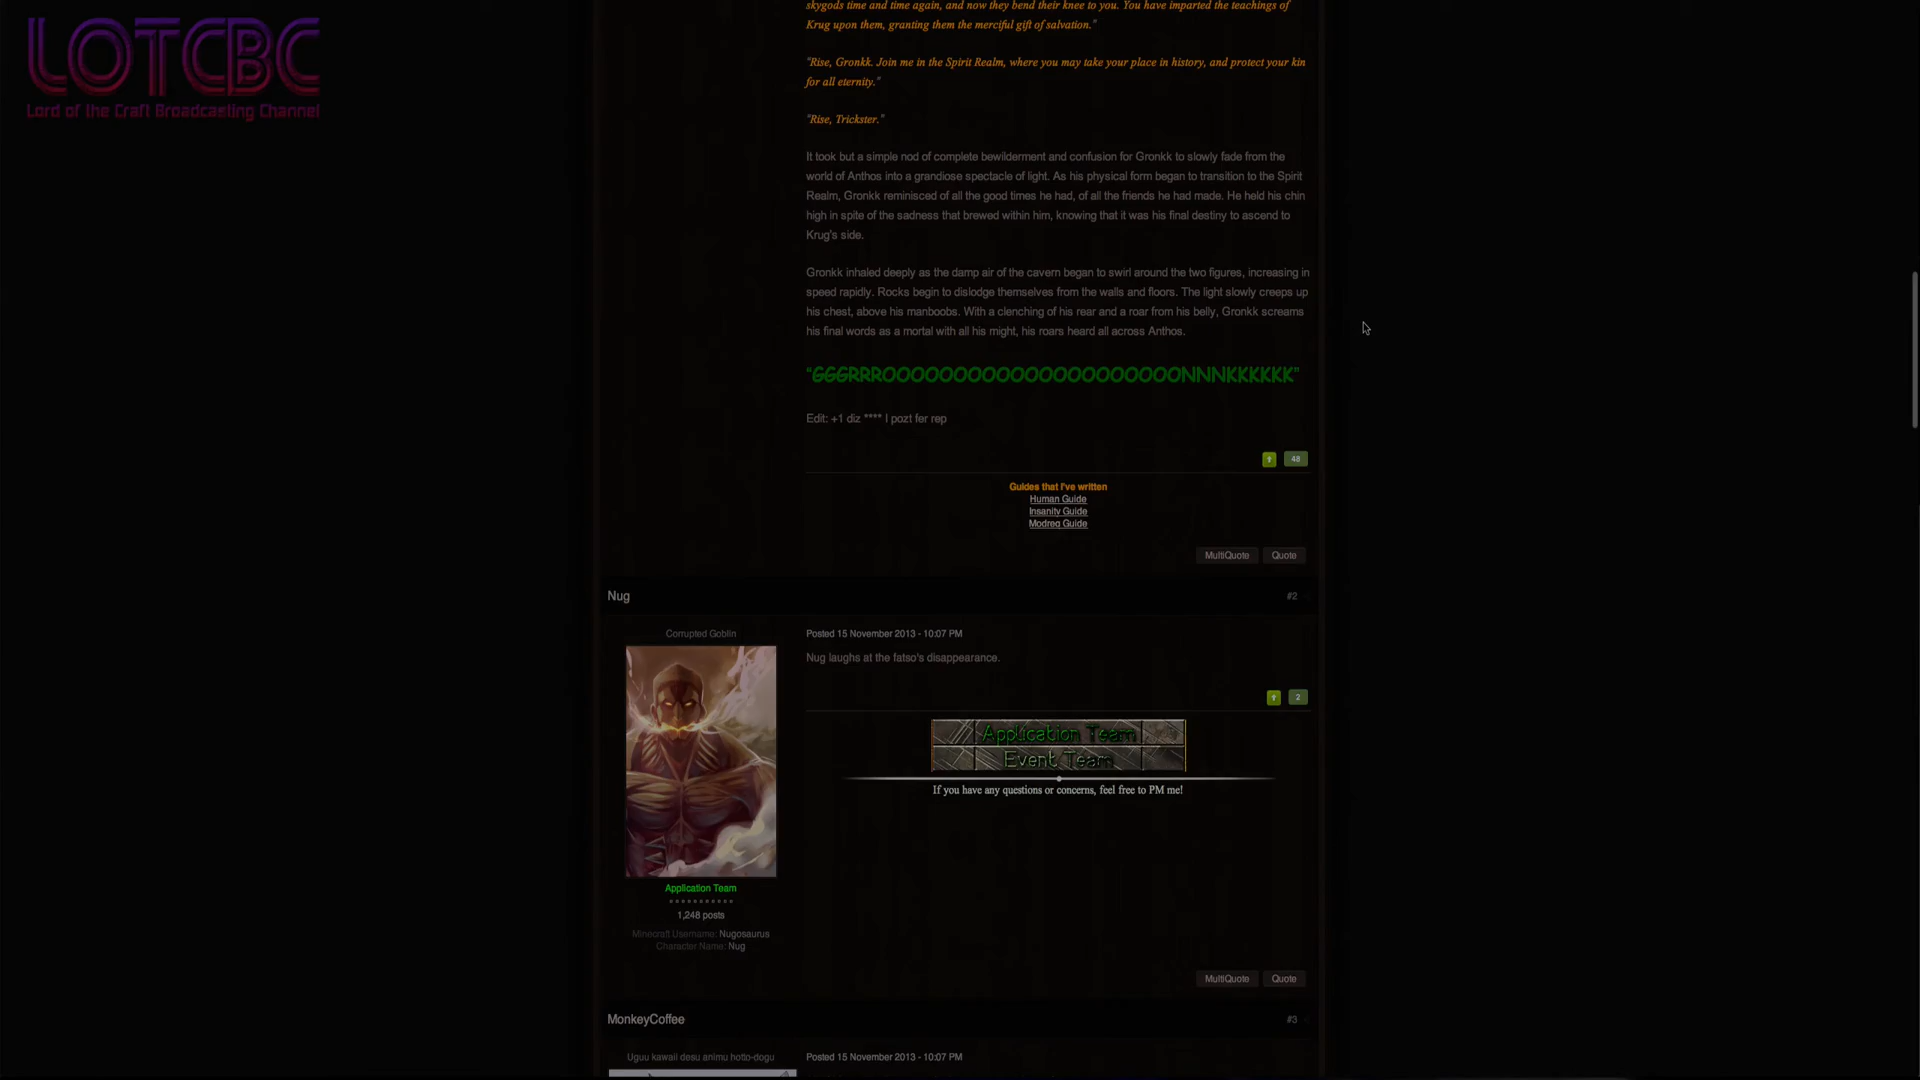 LOTCBC
Lord of the Craft Broadcasting Channel
skygods time and time again, and now they bend their knee to you. You have imparted the teachings of
Krug upon them, granting them the merciful gift of salvation."
"Rise, Gronkk. Join me in the Spirit Realm, where you may take your place in history, and protect your kin
for all eternity."
"Rise, Trickster."
It took but a simple nod of complete bewilderment and confusion for Gronkk to slowly fade from the
world of Anthos into a grandiose spectacle of light. As his physical form began to transition to the Spirit
Realm, Gronkk reminisced of all the good times he had, of all the friends he had made. He held his chin
high in spite of the sadness that brewed within him, knowing that it was his final destiny to ascend to
Krug's side.
Gronkk inhaled deeply as the damp air of the cavern began to swirl around the two figures, increasing in
speed rapidly. Rocks begin to dislodge themselves from the walls and floors. The light slowly creeps up
his chest, above his manboobs. With a clenching of his rear and a roar from his belly, Gronkk screams
his final words as a mortal with all his might, his roars heard all across Anthos.
"GGGRRROOOOOOOOOOOOOOOOOOOOONNNKKKKKK"
Edit: +1 diz **** I pozt fer rep
48
Guides that I've written
Human Guide
Insanity Guide
Modreq Guide
MultiQuote Quote
Nug #2
Corrupted Goblin
Posted 15 November 2013 - 10:07 PM
Nug laughs at the fatso's disappearance.
2
Application Team
Event Team
If you have any questions or concerns, feel free to PM me!
Application Team
1,248 posts
Minecraft Username: Nugosaurus
Character Name: Nug
MultiQuote Quote
MonkeyCoffee #3
Uguu kawaii desu animu hotto-dogu
Posted 15 November 2013 - 10:07 PM